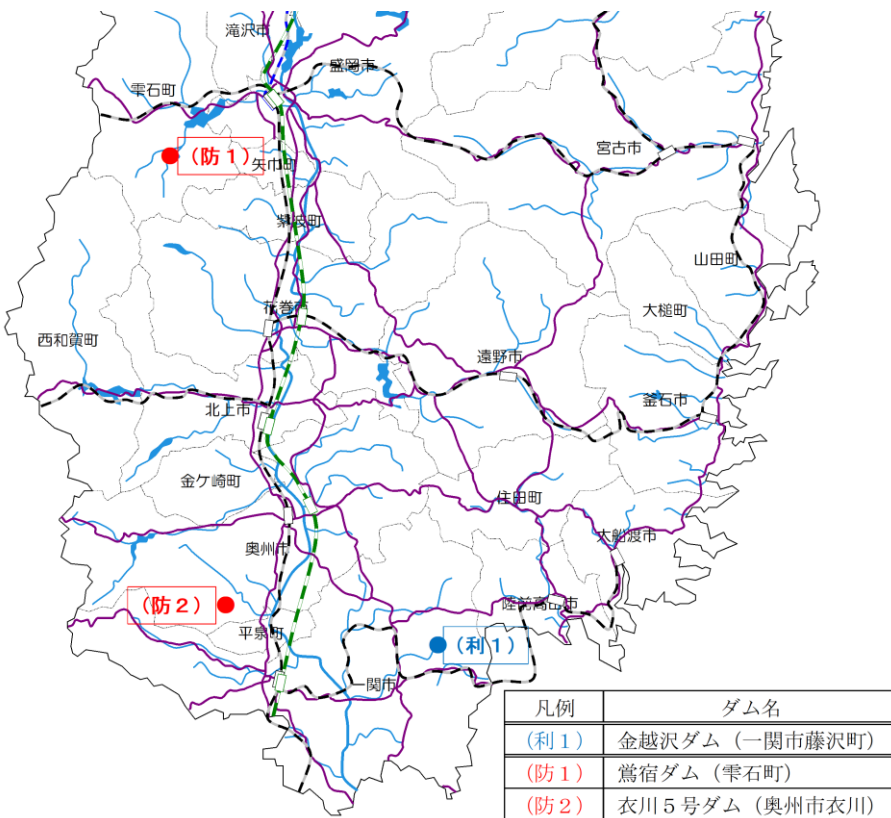 滝沢市
盛岡市
雫石町
宮古市
(防1)
矢巾町
紫波町
山田町
大槌町
花巻市
西和賀町
遠野市
釜石市
北上市
金ケ崎町
住田町
大船渡市
奥州市
(防2)
陸前高田市
平泉町
(利1)
一関市
凡例 ダム名
(利1) 金越沢ダム(一関市藤沢町)
(防1) 鶯宿ダム(雫石町)
(防2) 衣川5号ダム(奥州市衣川)